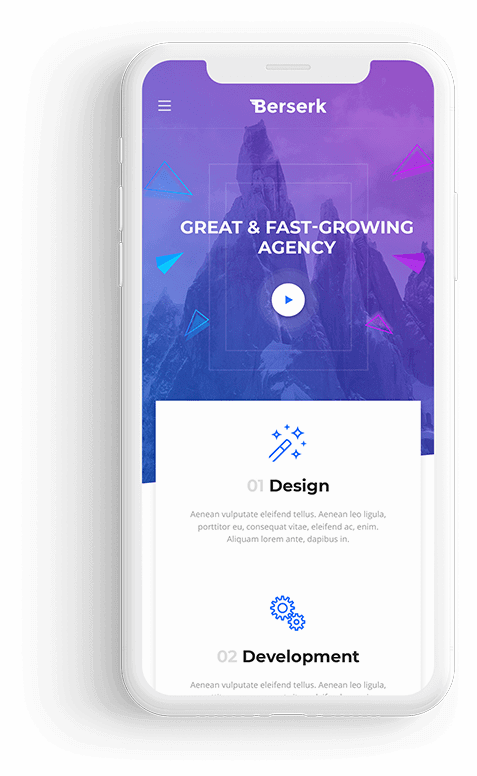 Berserk
GREAT & FAST-GROWING
AGENCY
01 Design
Aenean vulputate eleifend tellus. Aenean leo ligula,
porttitor eu, consequat vitae, eleifend ac, enim.
Aliquam lorem ante, dapibus in.
02 Development
Aenean vulputate eleifend tellus. Aenean leo ligula,